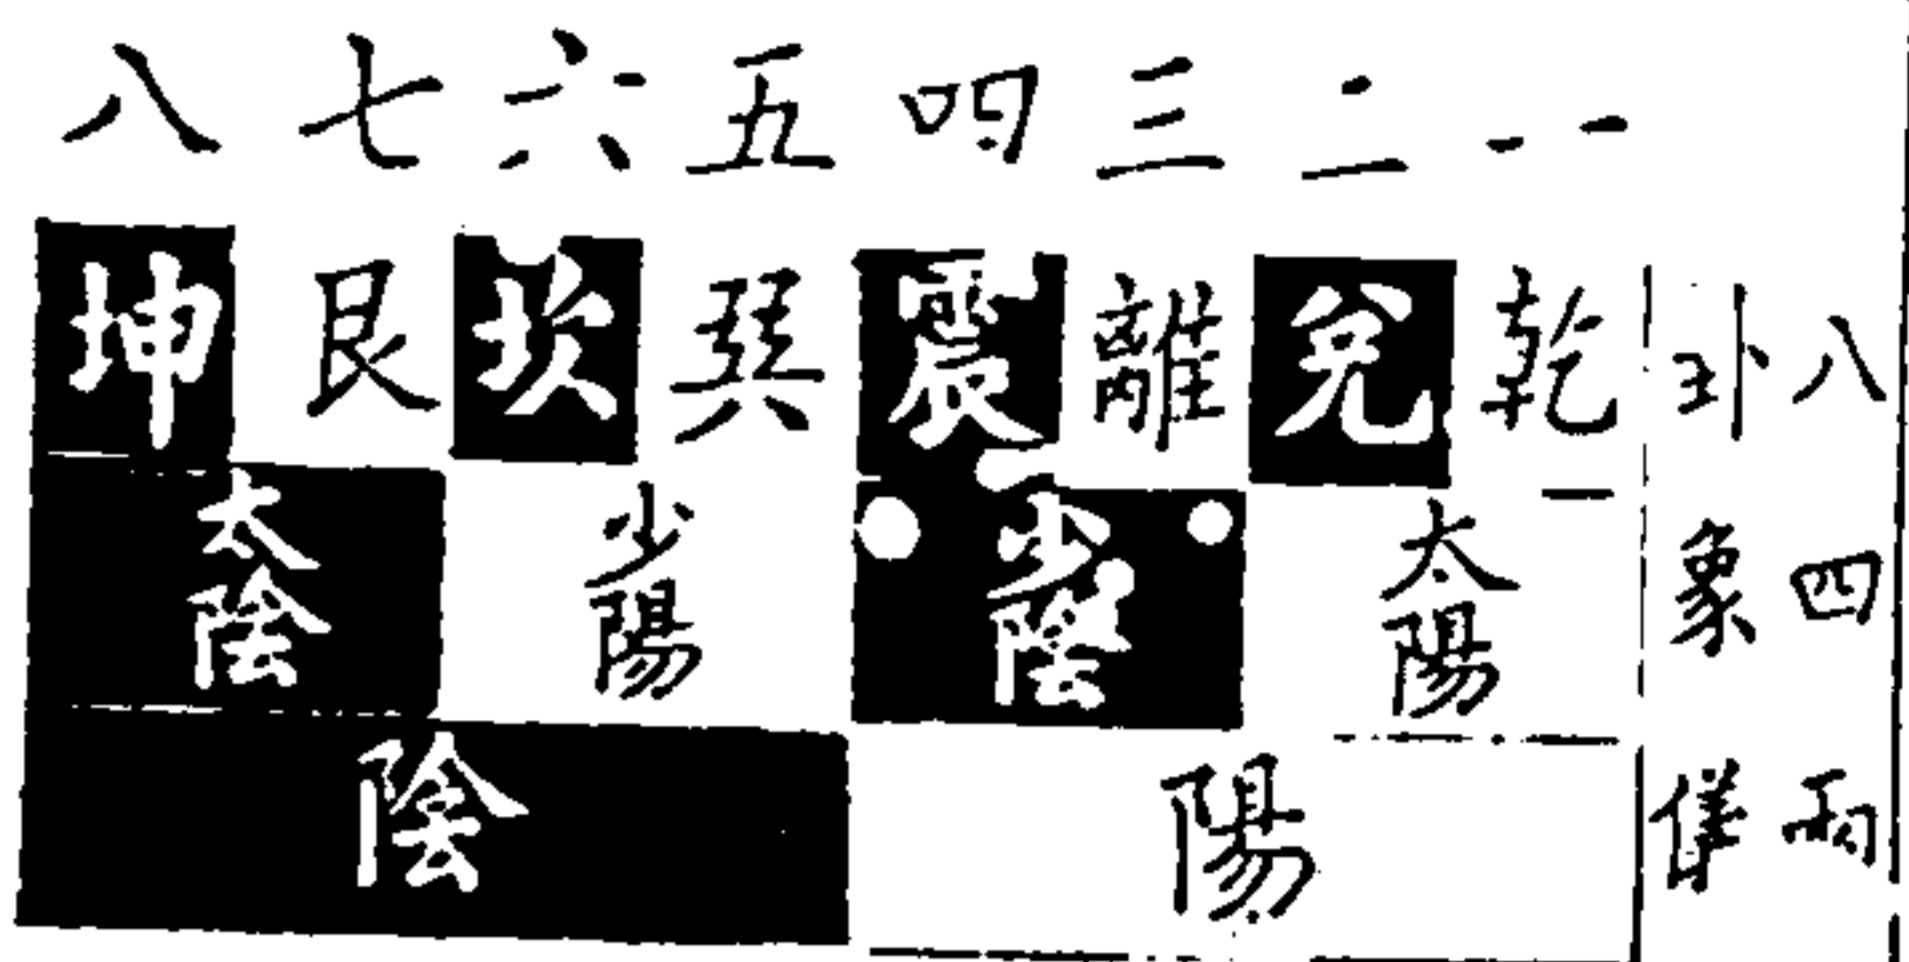 八 七 六 五 四 三 二 一
坤 艮 坎 巽 震 離 兌 乾 八卦
太陰 少陽 少陰 太陽 四象
陰 陽 兩儀